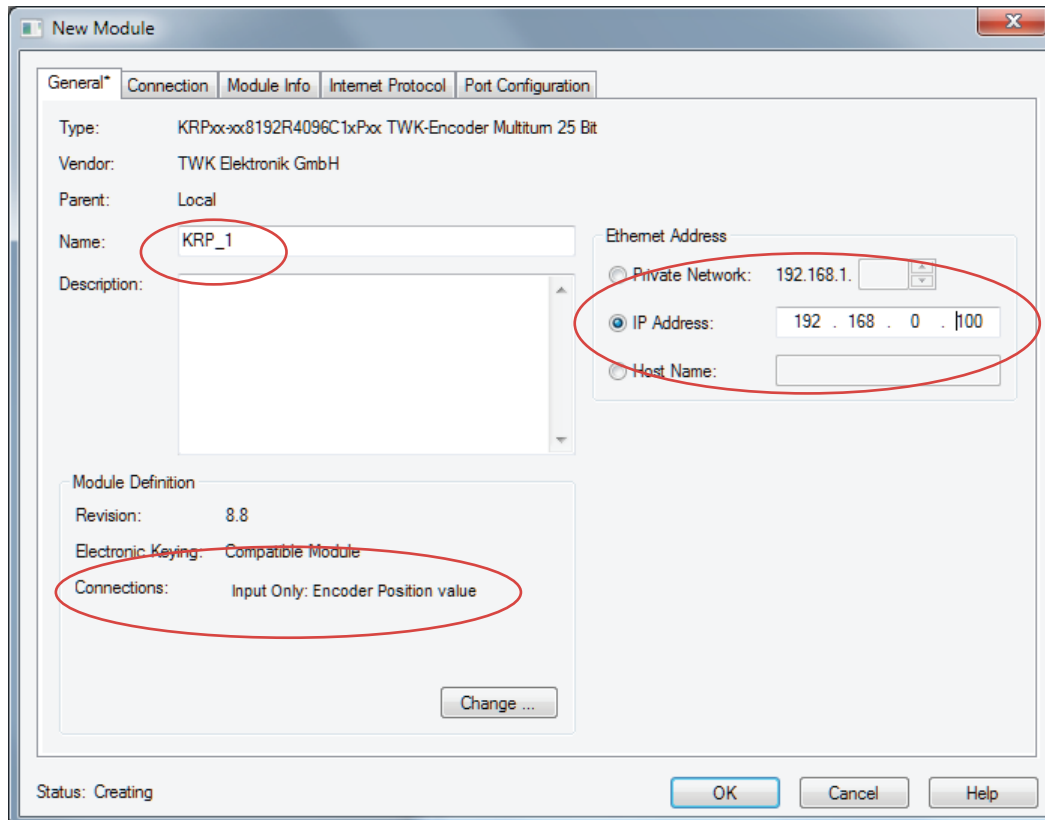 New Module
General* Connection Module Info Internet Protocol Port Configuration
Type: KRPxx-xx8192R4096C1xPxx TWK-Encoder Multiturn 25 Bit
Vendor: TWK Elektronik GmbH
Parent: Local
Name: KRP_1
Description:
Ethernet Address
Private Network: 192.168.1.
IP Address: 192 . 168 . 0 . 100
Host Name:
Module Definition
Revision: 8.8
Electronic Keying: Compatible Module
Connections: Input Only: Encoder Position value
Change ...
Status: Creating
OK Cancel Help